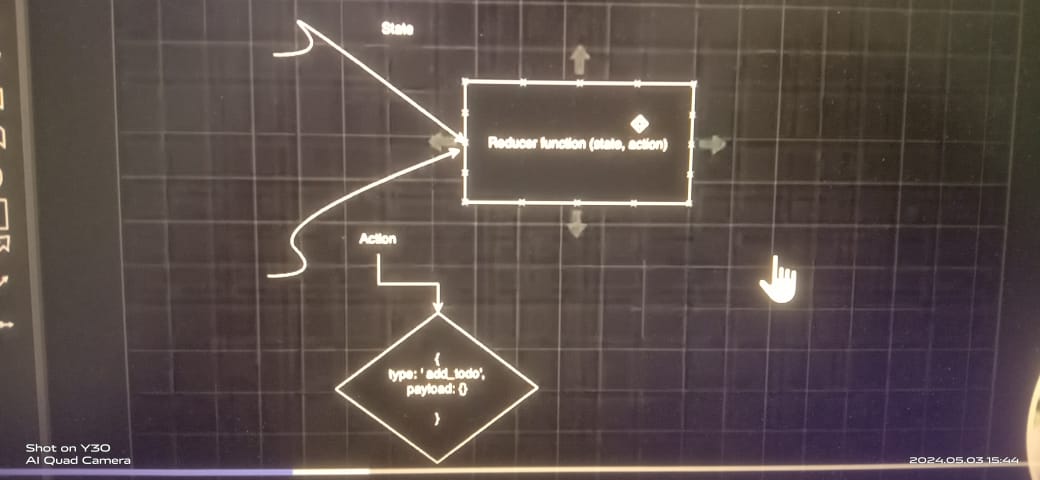 State
Reducer function (state, action)
Action
{
type: ' add_todo',
payload: {}
}
Shot on Y30
AI Quad Camera
2024.05.03 15:44